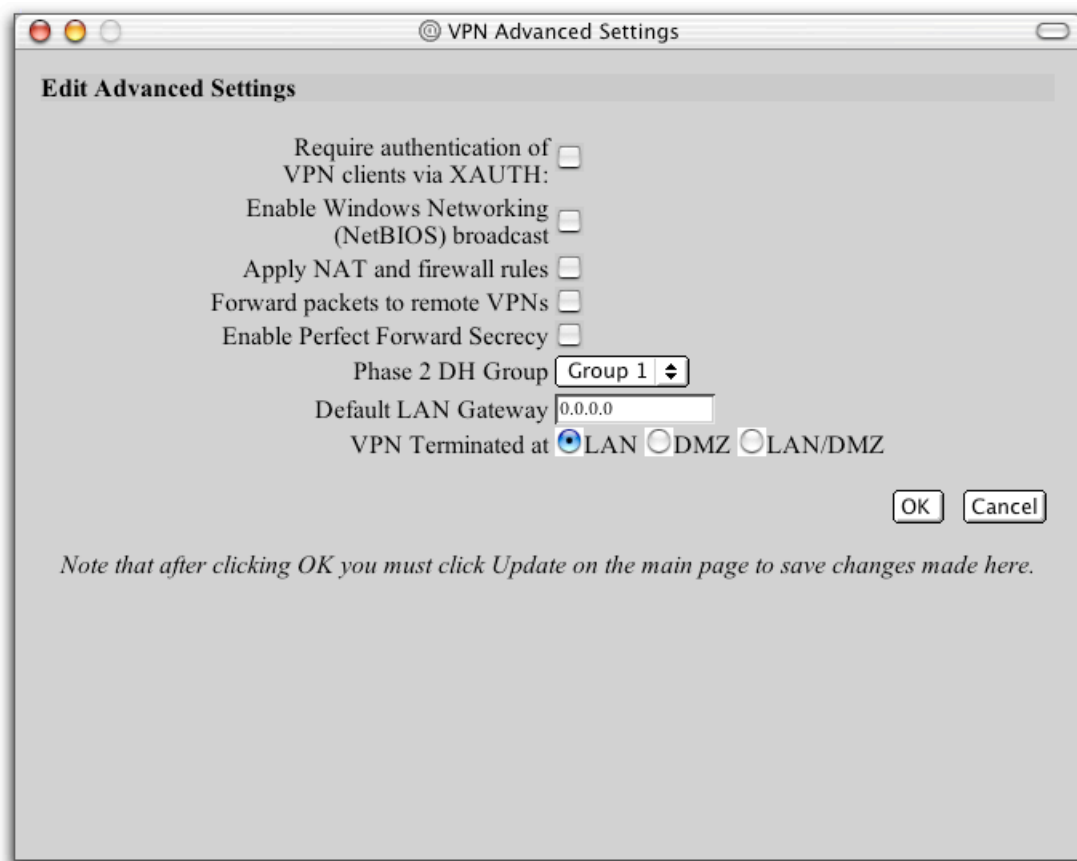 VPN Advanced Settings
Edit Advanced Settings
Require authentication of
VPN clients via XAUTH:
Enable Windows Networking
(NetBIOS) broadcast
Apply NAT and firewall rules
Forward packets to remote VPNs
Enable Perfect Forward Secrecy
Phase 2 DH Group Group 1
Default LAN Gateway 0.0.0.0
VPN Terminated at LAN DMZ LAN/DMZ
OK Cancel
Note that after clicking OK you must click Update on the main page to save changes made here.